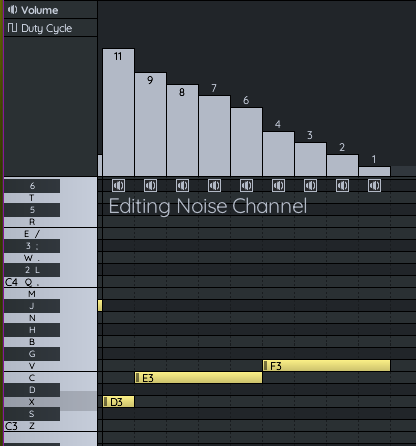 Volume
Duty Cycle
11
9
8
7
6
4
3
2
1
6
T
5
R
E /
3 ;
W .
2 L
C4 Q ,
M
J
N
H
B
G
V
C
D
X
S
C3 Z
Editing Noise Channel
F3
E3
D3